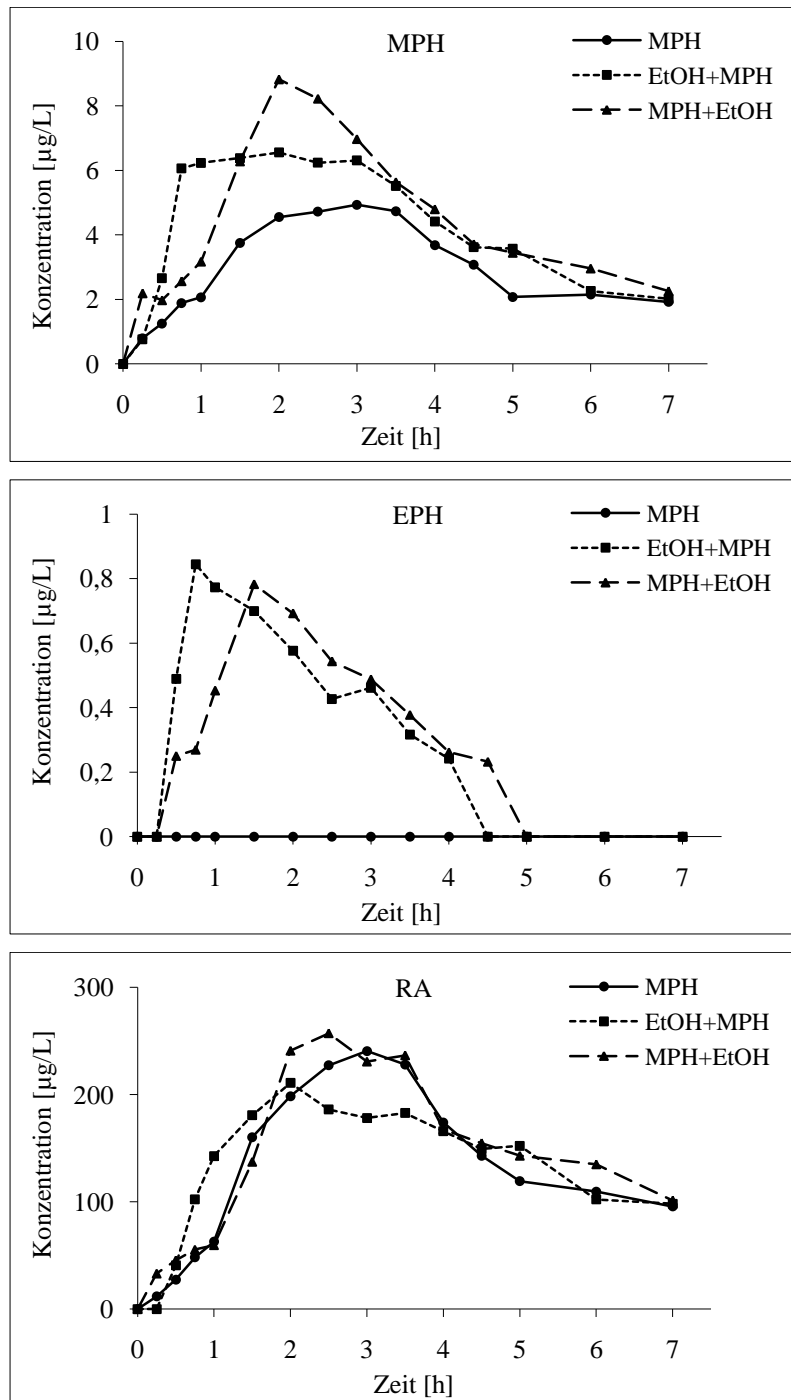 MPH
MPH
EtOH+MPH
MPH+EtOH
Konzentration [µg/L]
10
8
6
4
2
0
0 1 2 3 4 5 6 7
Zeit [h]
EPH
MPH
EtOH+MPH
MPH+EtOH
Konzentration [µg/L]
1
0,8
0,6
0,4
0,2
0
0 1 2 3 4 5 6 7
Zeit [h]
RA
MPH
EtOH+MPH
MPH+EtOH
Konzentration [µg/L]
300
200
100
0
0 1 2 3 4 5 6 7
Zeit [h]